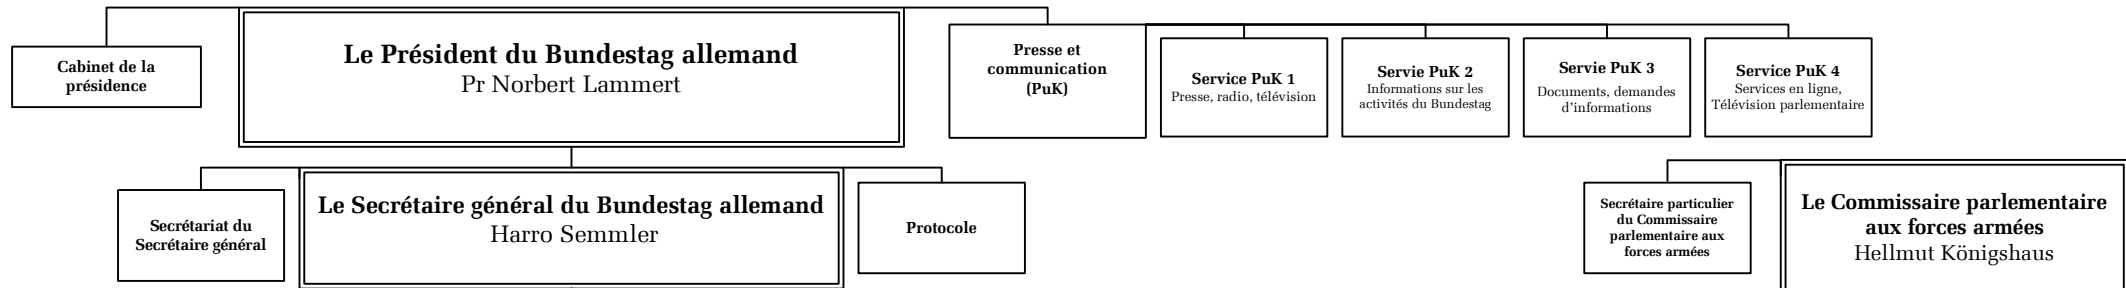 Cabinet de la
présidence
Le Président du Bundestag allemand
Pr Norbert Lammert
Presse et
communication
(PuK)
Service PuK 1
Presse, radio, télévision
Servie PuK 2
Informations sur les
activités du Bundestag
Servie PuK 3
Documents, demandes
d'informations
Service PuK 4
Services en ligne,
Télévision parlementaire
Secrétariat du
Secrétaire général
Le Secrétaire général du Bundestag allemand
Harro Semmler
Protocole
Secrétaire particulier
du Commissaire
parlementaire aux
forces armées
Le Commissaire parlementaire
aux forces armées
Hellmut Königshaus